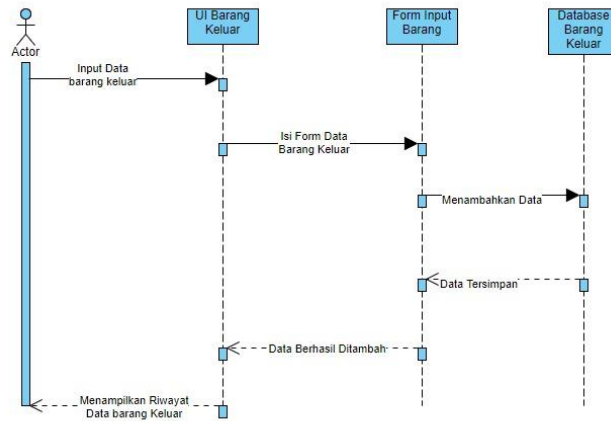 UI Barang
Keluar
Form Input
Barang
Database
Barang
Keluar
Actor
Input Data
barang keluar
Isi Form Data
Barang Keluar
Menambahkan Data
Data Tersimpan
Data Berhasil Ditambah
Menampilkan Riwayat
Data barang Keluar